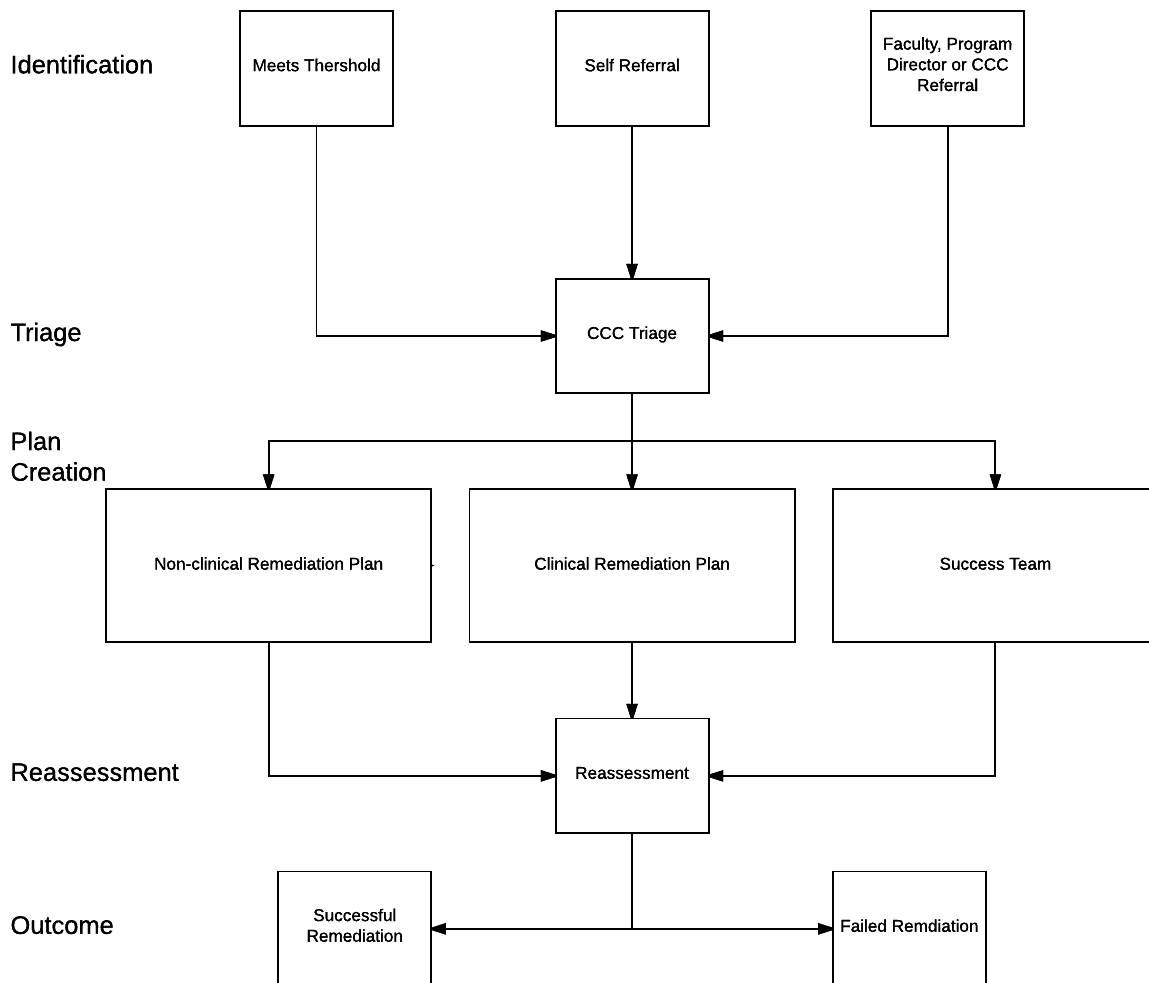 Identification
Meets Thershold
Self Referral
Faculty, Program
Director or CCC
Referral
Triage
CCC Triage
Plan
Creation
Non-clinical Remediation Plan
Clinical Remediation Plan
Success Team
Reassessment
Reassessment
Outcome
Successful
Remediation
Failed Remdiation